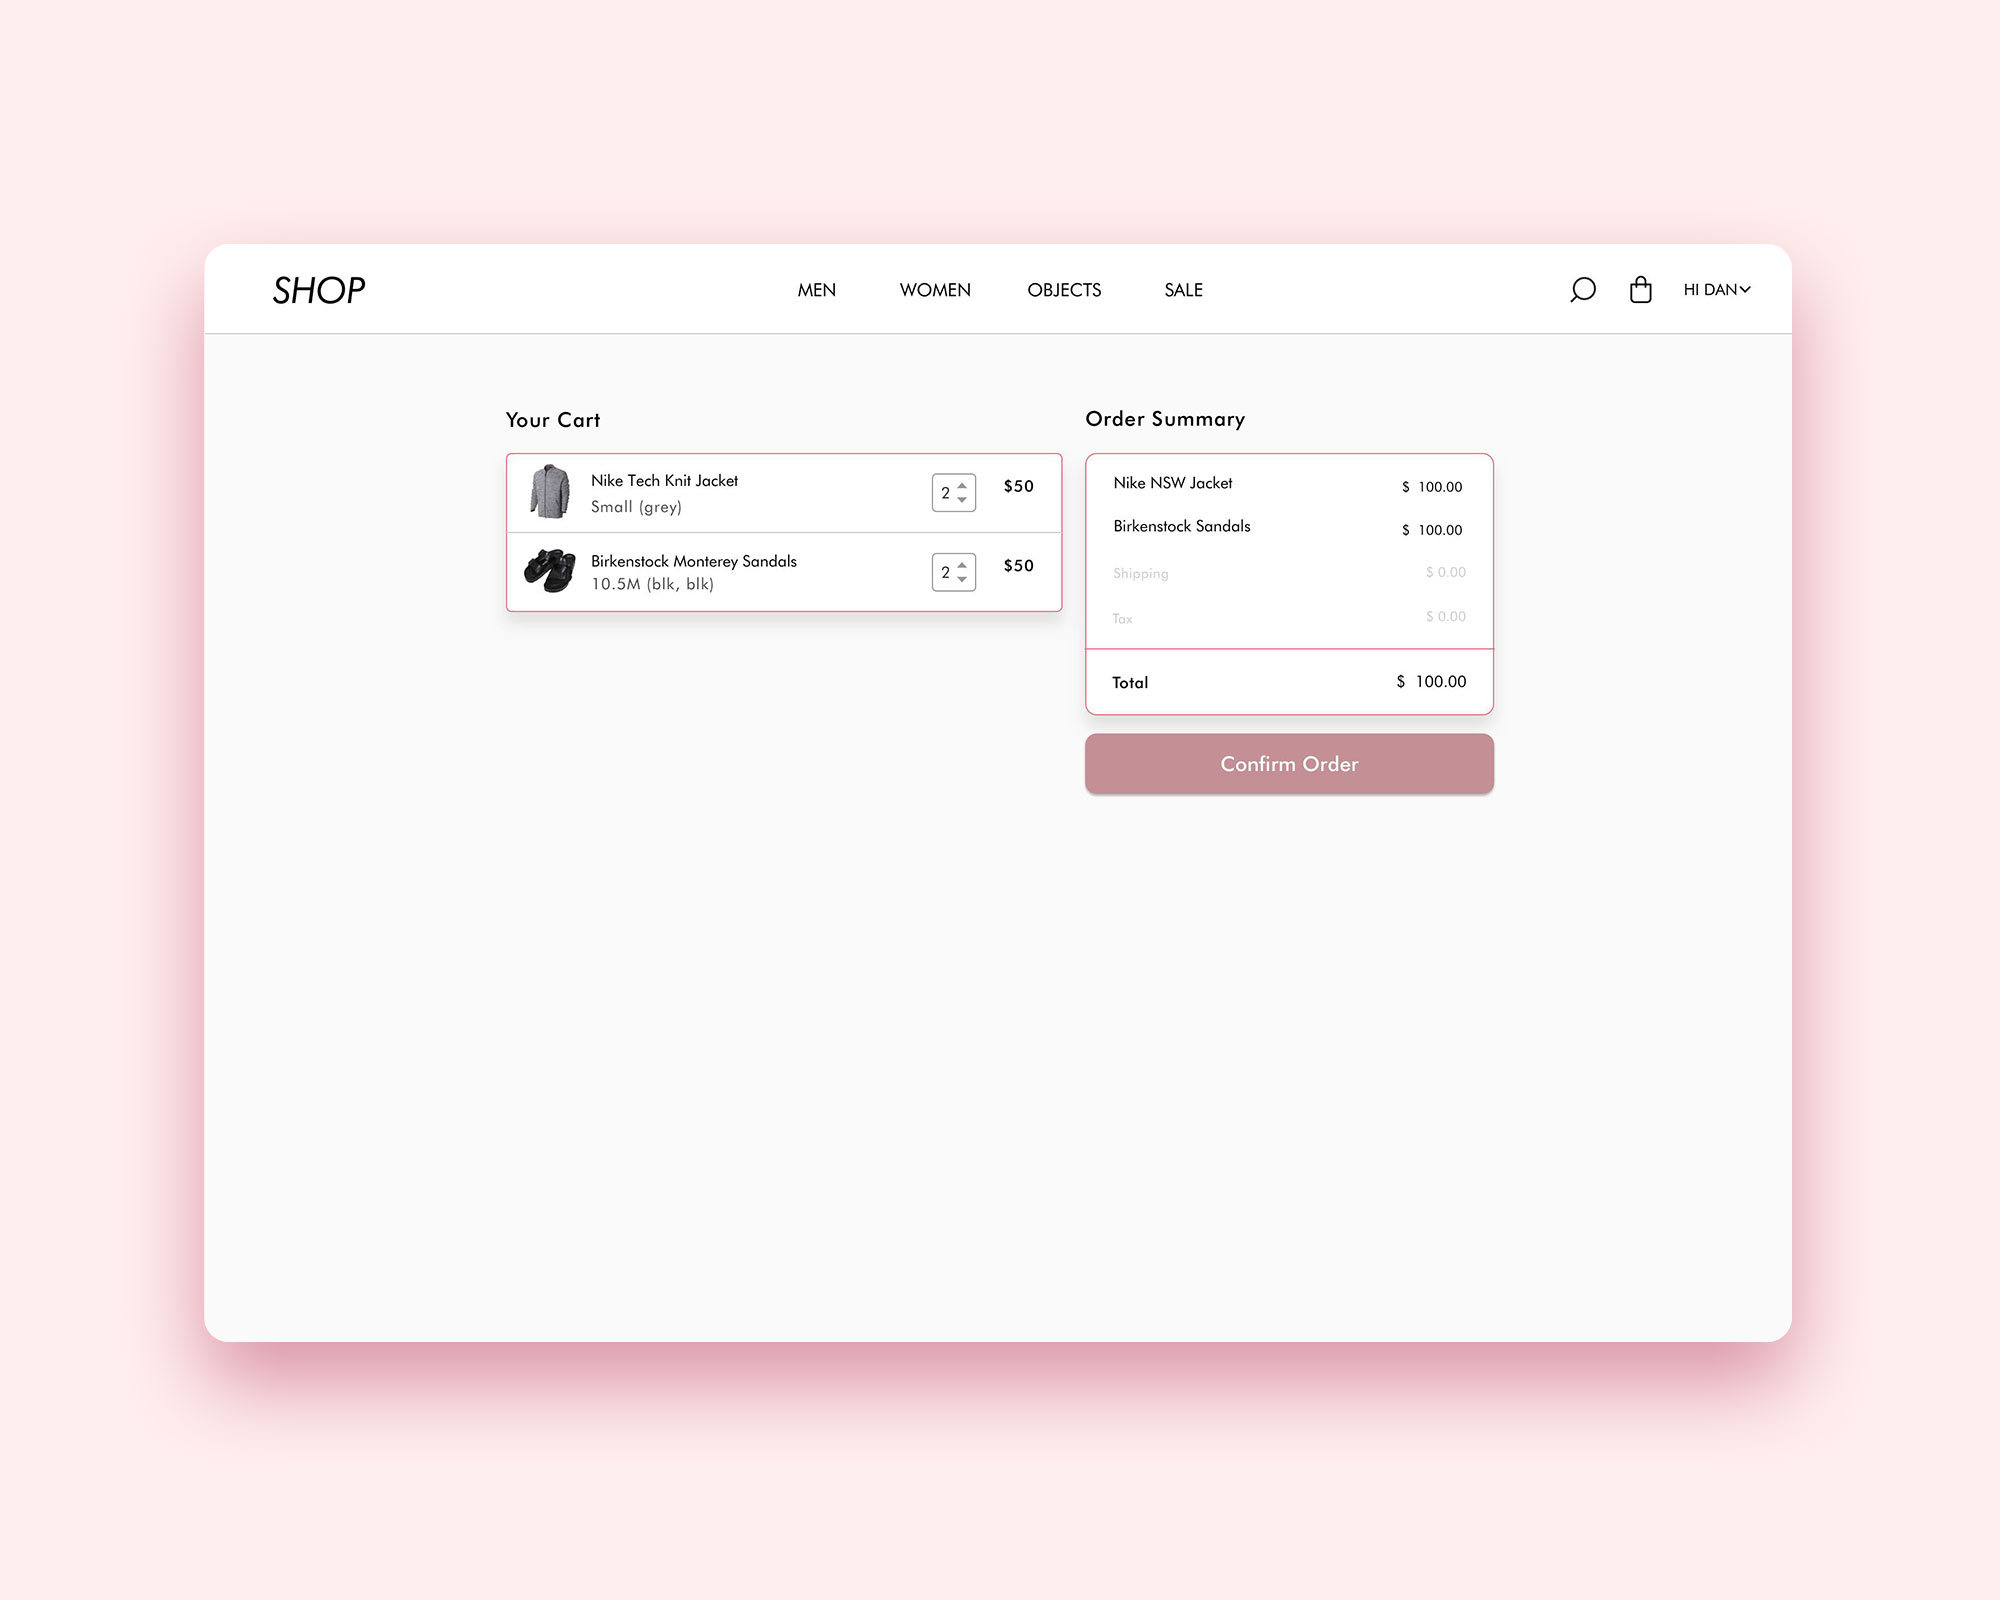 SHOP
MEN WOMEN OBJECTS SALE
HI DAN
Your Cart
Nike Tech Knit Jacket
Small (grey)
2
$50
Birkenstock Monterey Sandals
10.5M (blk, blk)
2
$50
Order Summary
Nike NSW Jacket $ 100.00
Birkenstock Sandals $ 100.00
Shipping $ 0.00
Tax $ 0.00
Total $ 100.00
Confirm Order